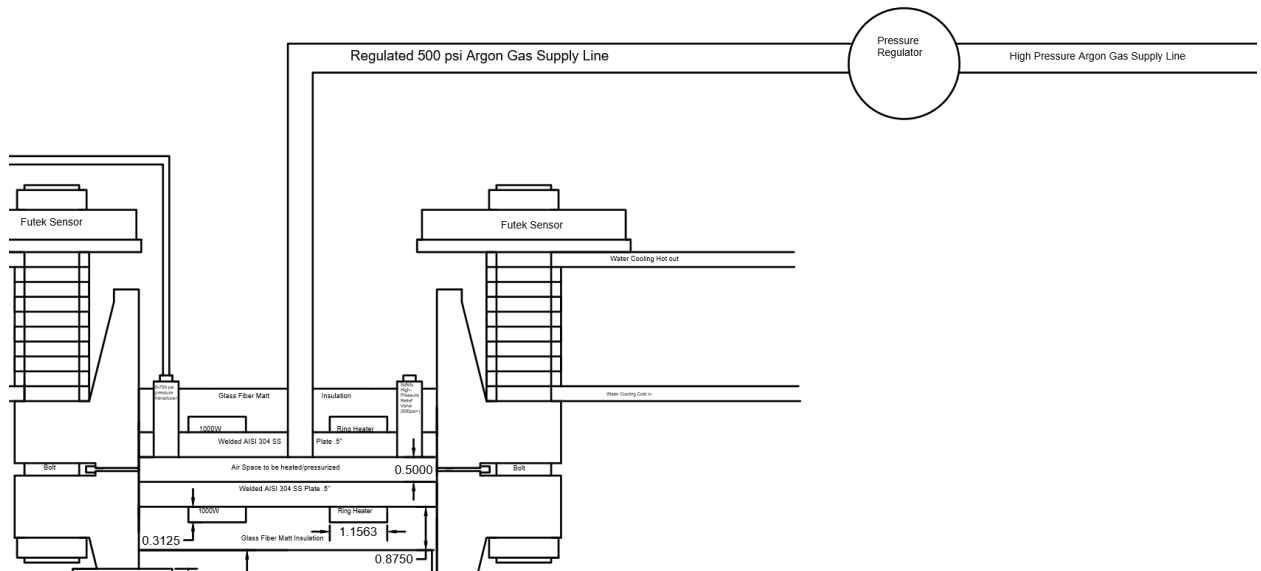 Pressure
Regulator
Regulated 500 psi Argon Gas Supply Line
High Pressure Argon Gas Supply Line
Futek Sensor
Futek Sensor
Water Cooling Hot out
0-750 psi
pressure
transducer
Safety
High-
Pressure
Relief
Valve
Glass Fiber Matt
Insulation
Water Cooling Cold in
1000W
Ring Heater
Welded AISI 304 SS
Plate .5"
Bolt
Air Space to be heated/pressurized
0.5000
Bolt
Welded AISI 304 SS Plate .5"
1000W
Ring Heater
0.3125
Glass Fiber Matt Insulation
1.1563
0.8750